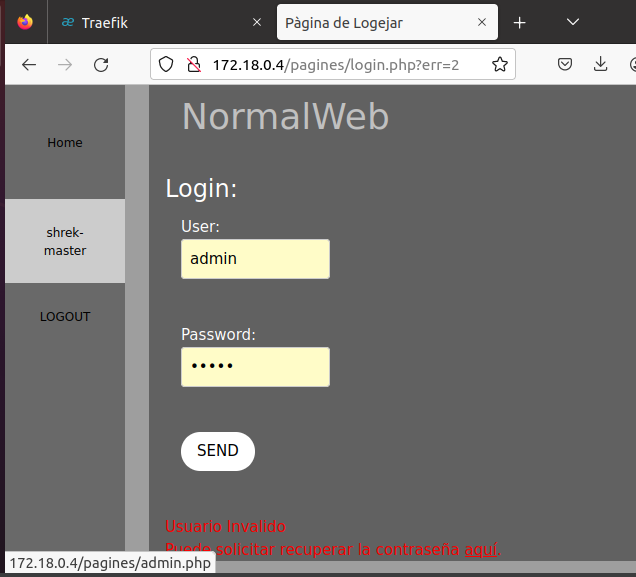 Traefik
Pàgina de Logejar
172.18.0.4/pagines/login.php?err=2
NormalWeb
Home
shrek-
master
LOGOUT
Login:
User:
admin
Password:
•••••
SEND
Usuario Invalido
Puede solicitar recuperar la contraseña aquí.
172.18.0.4/pagines/admin.php